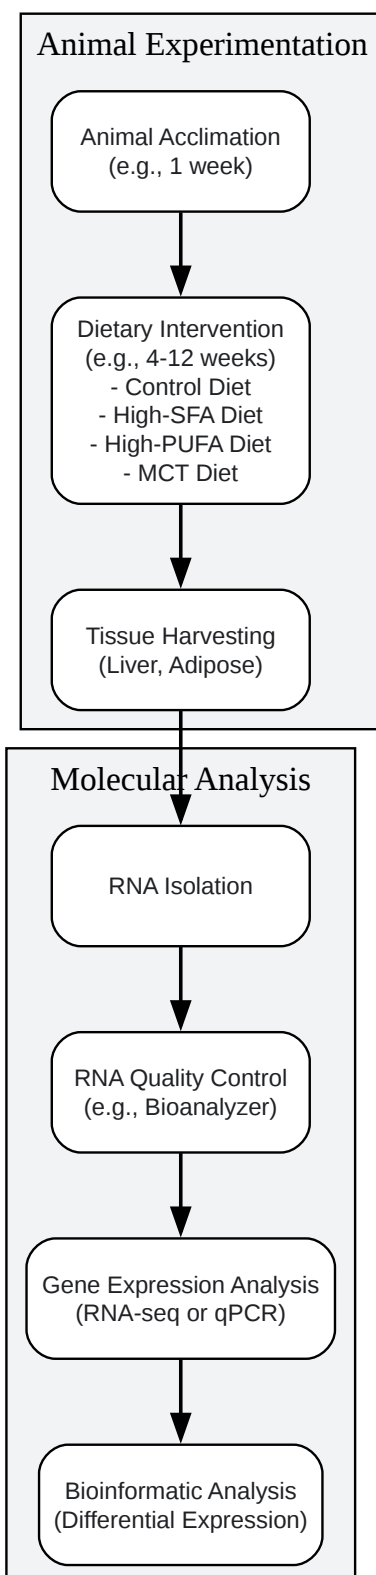 Animal Experimentation
Animal Acclimation
(e.g., 1 week)
Dietary Intervention
(e.g., 4-12 weeks)
- Control Diet
- High-SFA Diet
- High-PUFA Diet
- MCT Diet
Tissue Harvesting
(Liver, Adipose)
Molecular Analysis
RNA Isolation
RNA Quality Control
(e.g., Bioanalyzer)
Gene Expression Analysis
(RNA-seq or qPCR)
Bioinformatic Analysis
(Differential Expression)